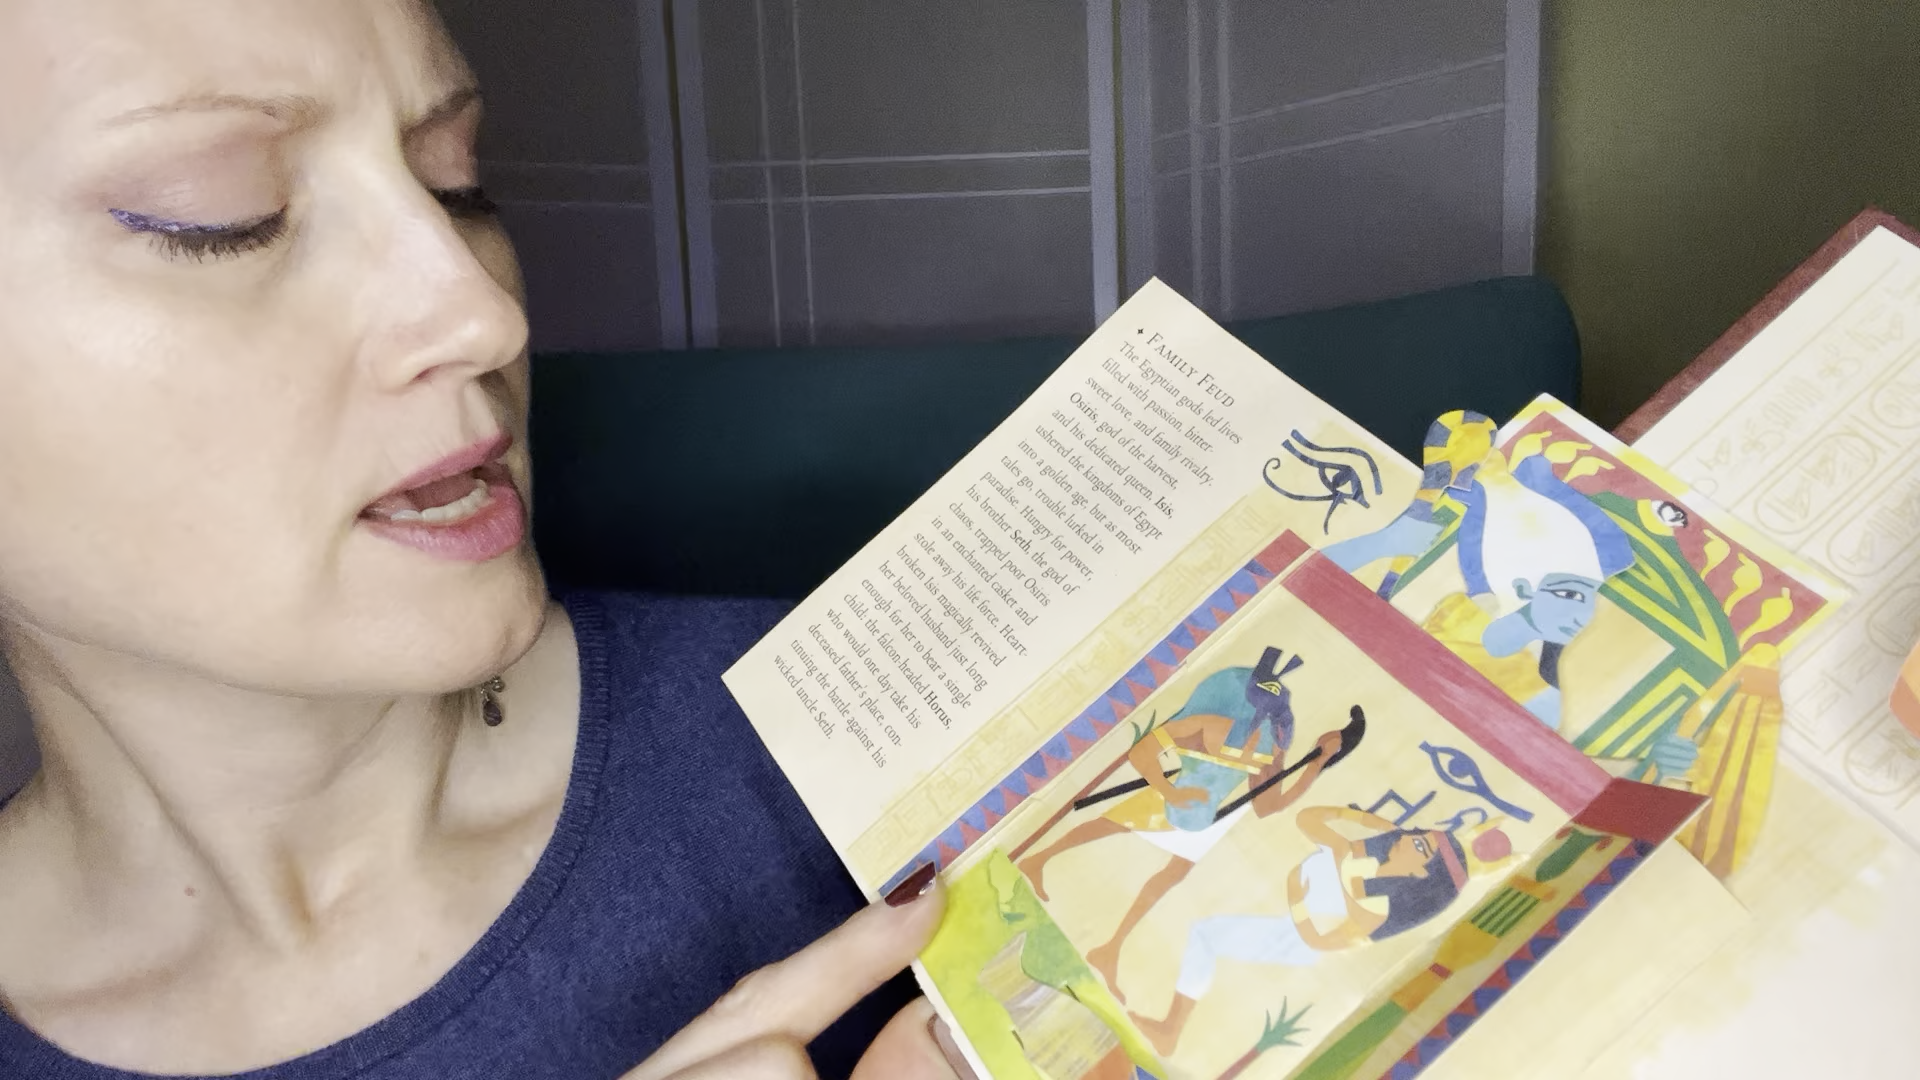 ✦ FAMILY FEUD
The Egyptian gods led lives
filled with passion, bitter-
sweet love, and family rivalry.
Osiris, god of the harvest,
and his dedicated queen, Isis,
ushered the kingdoms of Egypt
into a golden age, but as most
tales go, trouble lurked in
paradise. Hungry for power,
his brother Seth, the god of
chaos, trapped poor Osiris
in an enchanted casket and
stole away his life force. Heart-
broken Isis magically revived
her beloved husband just long
enough for her to bear a single
child: the falcon-headed Horus,
who would one day take his
deceased father's place, con-
tinuing the battle against his
wicked uncle Seth.